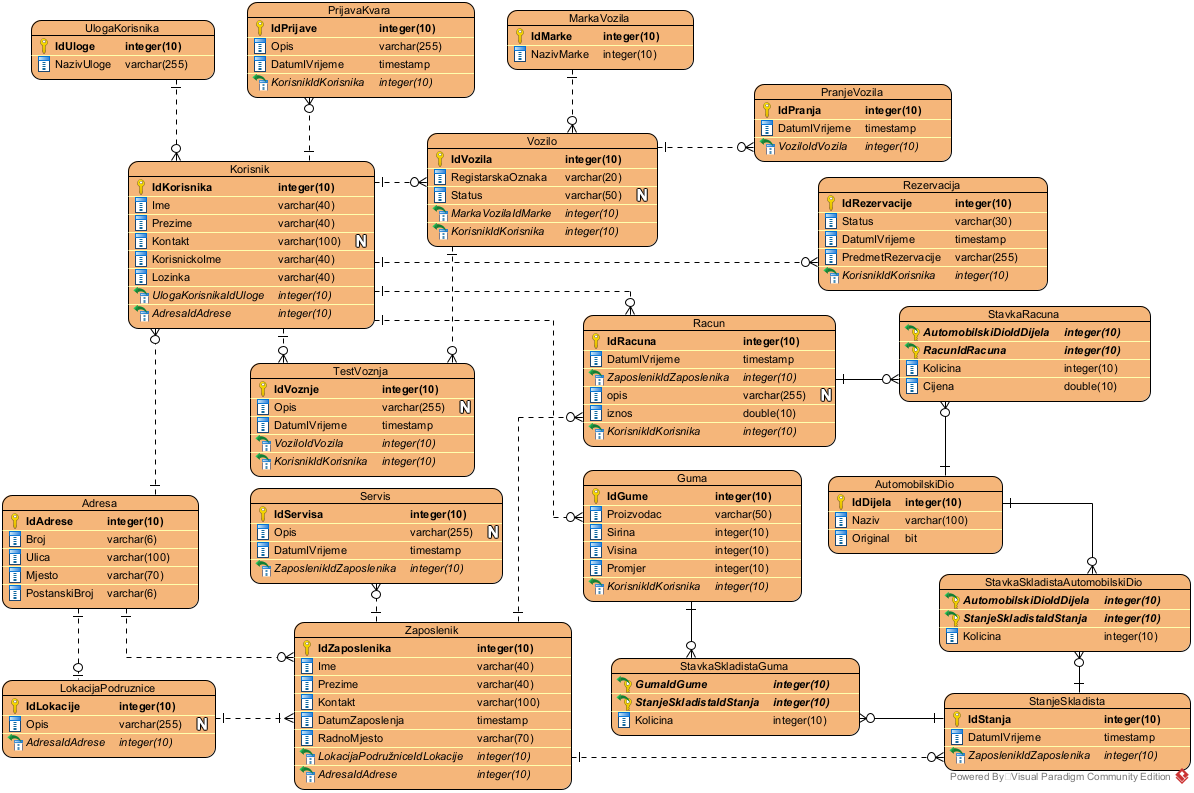 UlogaKorisnika
IdUloge integer(10)
NazivUloge varchar(255)
PrijavaKvara
IdPrijave integer(10)
Opis varchar(255)
DatumIVrijeme timestamp
KorisnikIdKorisnika integer(10)
MarkaVozila
IdMarke integer(10)
NazivMarke integer(10)
PranjeVozila
IdPranja integer(10)
DatumIVrijeme timestamp
VoziloIdVozila integer(10)
Vozilo
IdVozila integer(10)
RegistarskaOznaka varchar(20)
Status varchar(50) N
MarkaVozilaIdMarke integer(10)
KorisnikIdKorisnika integer(10)
Korisnik
IdKorisnika integer(10)
Ime varchar(40)
Prezime varchar(40)
Kontakt varchar(100) N
KorisnickoIme varchar(40)
Lozinka varchar(40)
UlogaKorisnikaIdUloge integer(10)
AdresaIdAdrese integer(10)
Rezervacija
IdRezervacije integer(10)
Status varchar(30)
DatumIVrijeme timestamp
PredmetRezervacije varchar(255)
KorisnikIdKorisnika integer(10)
Racun
IdRacuna integer(10)
DatumIVrijeme timestamp
ZaposlenikIdZaposlenika integer(10)
opis varchar(255) N
iznos double(10)
KorisnikIdKorisnika integer(10)
StavkaRacuna
AutomobilskiDioIdDijela integer(10)
RacunIdRacuna integer(10)
Kolicina integer(10)
Cijena double(10)
TestVoznja
IdVoznje integer(10)
Opis varchar(255) N
DatumIVrijeme timestamp
VoziloIdVozila integer(10)
KorisnikIdKorisnika integer(10)
Gume
IdGume integer(10)
Proizvodac varchar(50)
Sirina integer(10)
Visina integer(10)
Promjer integer(10)
KorisnikIdKorisnika integer(10)
AutomobilskiDio
IdDijela integer(10)
Naziv varchar(100)
Original bit
Servis
IdServisa integer(10)
Opis varchar(255) N
DatumIVrijeme timestamp
ZaposlenikIdZaposlenika integer(10)
Adresa
IdAdrese integer(10)
Broj varchar(6)
Ulica varchar(100)
Mjesto varchar(70)
PostanskiBroj varchar(6)
StavkaSkladistaAutomobilskiDio
AutomobilskiDioIdDijela integer(10)
StanjeSkladistaIdStanja integer(10)
Kolicina integer(10)
Zaposlenik
IdZaposlenika integer(10)
Ime varchar(40)
Prezime varchar(40)
Kontakt varchar(100)
DatumZaposlenja timestamp
RadnoMjesto varchar(70)
LokacijaPodružniceIdLokacije integer(10)
AdresaIdAdrese integer(10)
StavkaSkladistaGuma
GumaIdGume integer(10)
StanjeSkladistaIdStanja integer(10)
Kolicina integer(10)
LokacijaPodruznice
IdLokacije integer(10)
Opis varchar(255) N
AdresaIdAdrese integer(10)
StanjeSkladista
IdStanja integer(10)
DatumIVrijeme timestamp
ZaposlenikIdZaposlenika integer(10)
Powered By Visual Paradigm Community Edition